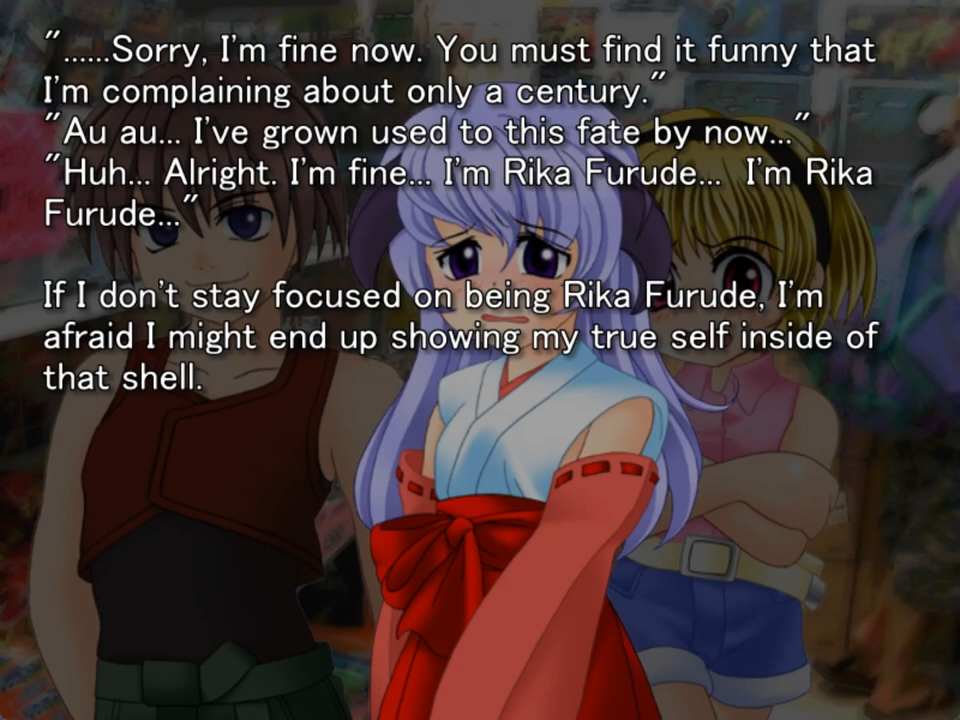 "......Sorry, I'm fine now. You must find it funny that
I'm complaining about only a century."
"Au au... I've grown used to this fate by now..."
"Huh... Alright. I'm fine... I'm Rika Furude...  I'm Rika
Furude..."
If I don't stay focused on being Rika Furude, I'm
afraid I might end up showing my true self inside of
that shell.